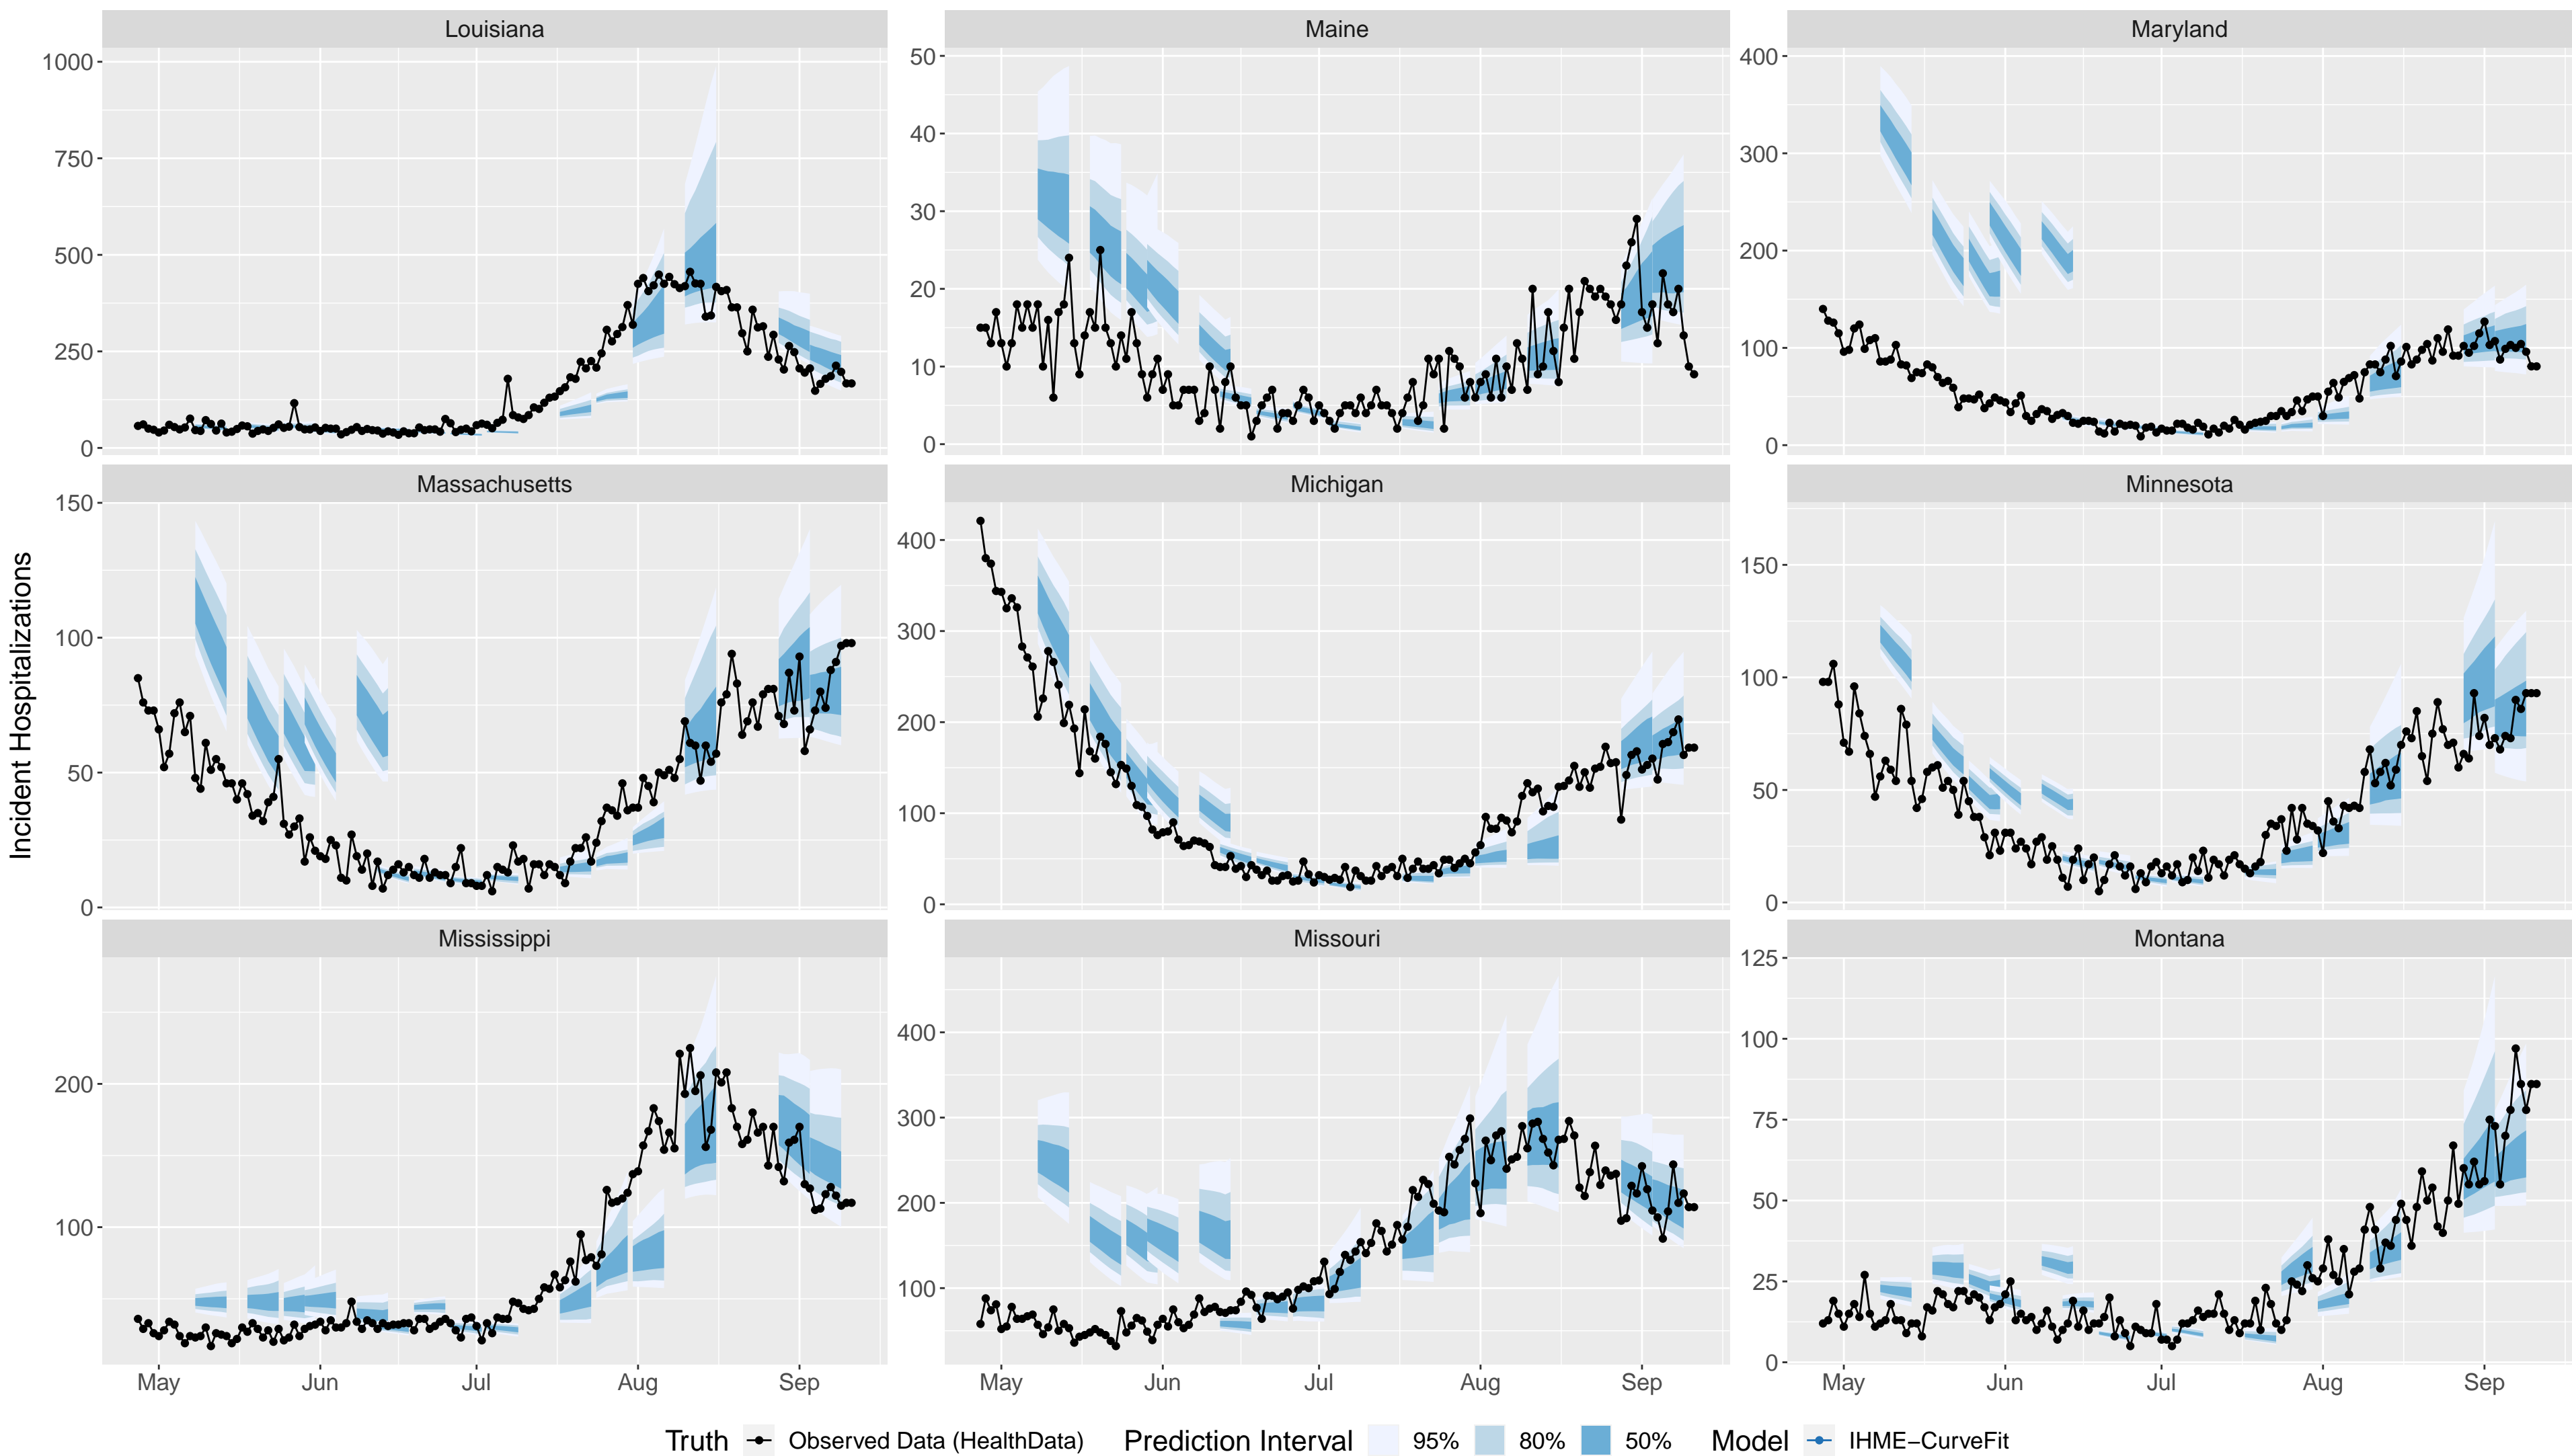 Louisiana
Maine
Maryland
1000
750
500
250
0
50
40
30
20
10
0
400
300
200
100
0
Massachusetts
Michigan
Minnesota
150
100
50
0
400
300
200
100
0
150
100
50
0
Mississippi
Missouri
Montana
200
100
400
300
200
100
125
100
75
50
25
0
May Jun Jul Aug Sep
May Jun Jul Aug Sep
May Jun Jul Aug Sep
Incident Hospitalizations
Truth Observed Data (HealthData) Prediction Interval 95% 80% 50% Model IHME−CurveFit